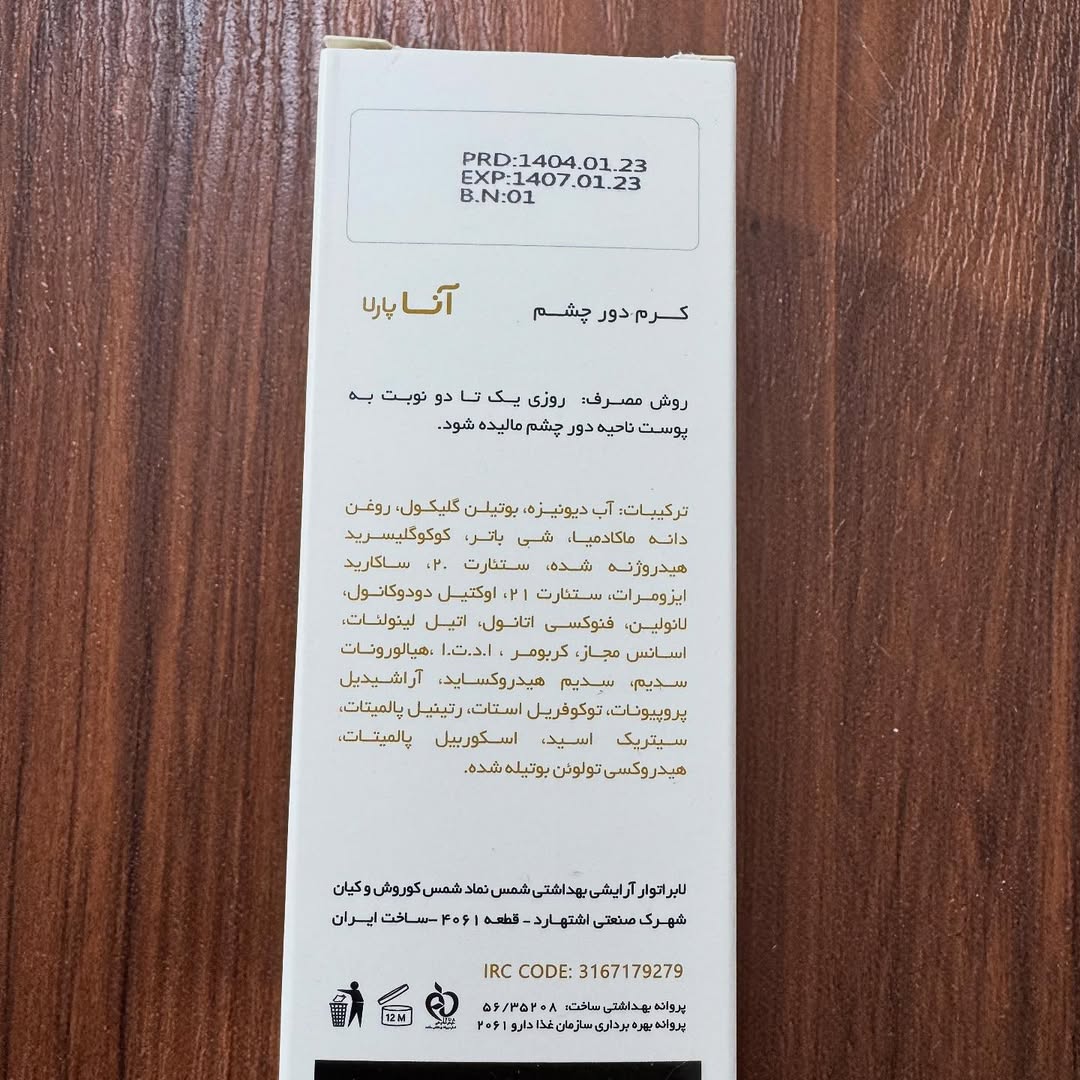 PRD:1404.01.23
EXP:1407.01.23
B.N:01
کرم دور چشم آنا پارلا
روش مصرف: روزی یک تا دو نوبت به
پوست ناحیه دور چشم مالیده شود.
ترکیبات: آب دیونیزه، بوتیلن گلیکول، روغن
دانه ماکادمیا، شی باتر، کوکوگلیسرید
هیدروژنه شده، ستئارت ۲۰، ساکارید
ایزومرات، ستئارت ۲۱، اوکتیل دودوکانول،
لانولین، فنوکسی اتانول، اتیل لینولئات،
اسانس مجاز، کربومر ، ا.د.ت.ا ،هیالورونات
سدیم، سدیم هیدروکساید، آراشیدیل
پروپیونات، توکوفریل استات، رتینیل پالمیتات،
سیتریک اسید، اسکوربیل پالمیتات،
هیدروکسی تولوئن بوتیله شده.
لابراتوار آرایشی بهداشتی شمس نماد شمس کوروش و کیان
شهرک صنعتی اشتهارد - قطعه ۴۰۶۱ -ساخت ایران
IRC CODE: 3167179279
پروانه بهداشتی ساخت: ۵۶/۳۵۲۰۸
پروانه بهره برداری سازمان غذا دارو ۲۰۶۱
12 M